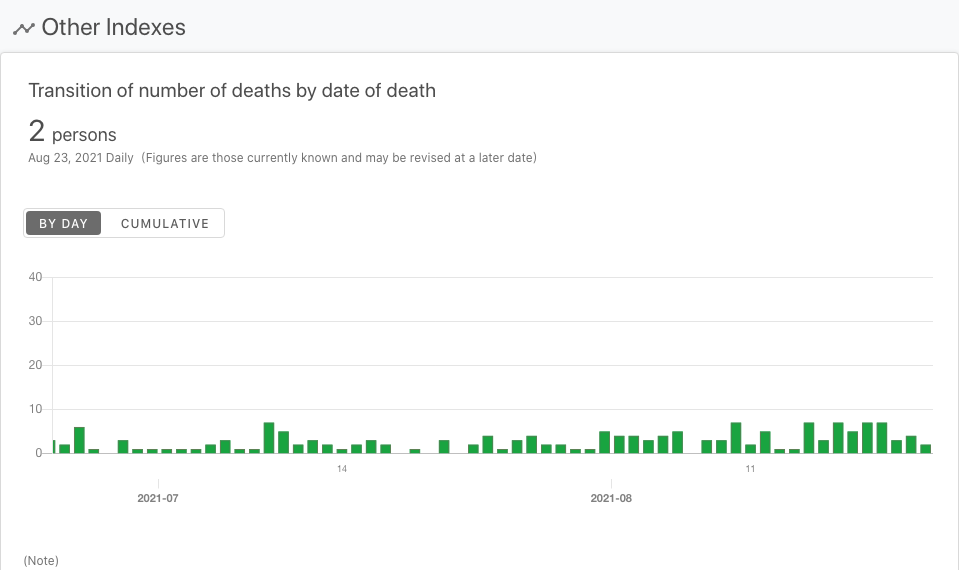 Other Indexes
Transition of number of deaths by date of death
2 persons
Aug 23, 2021 Daily (Figures are those currently known and may be revised at a later date)
BY DAY CUMULATIVE
40
30
20
10
0
14 11
2021-07 2021-08
(Note)